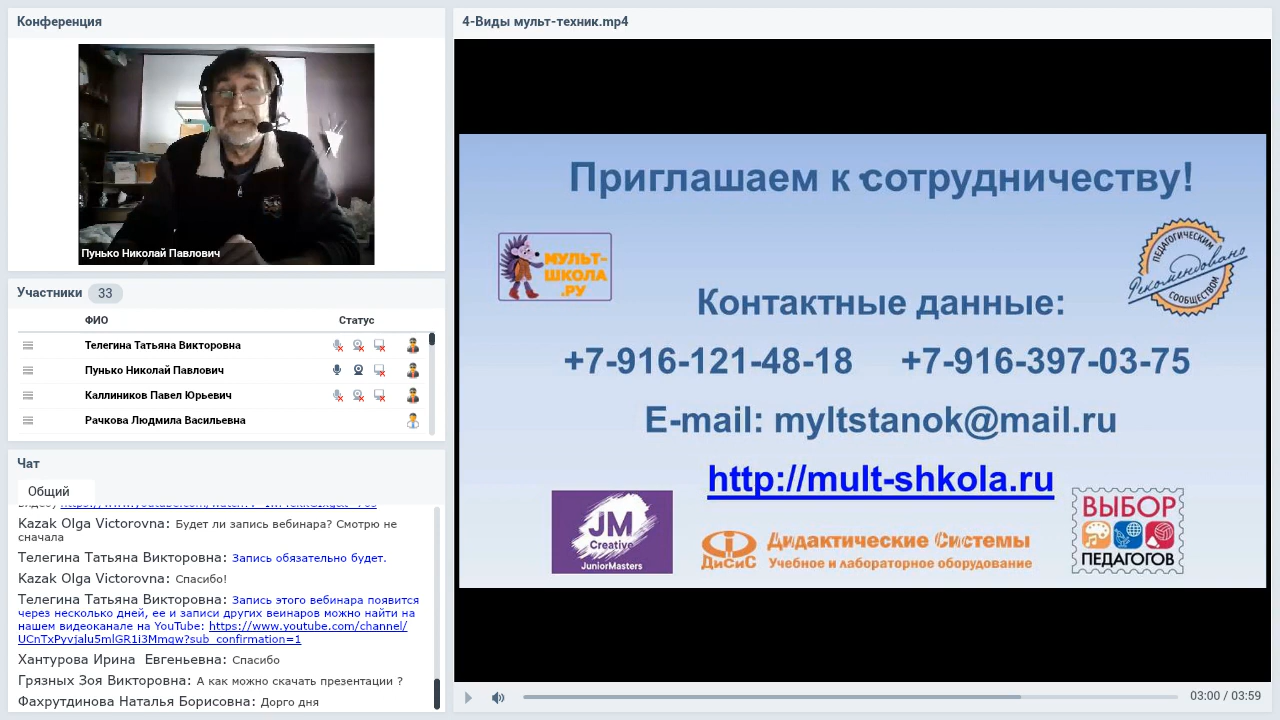 Конференция
Пунько Николай Павлович
Участники 33
ФИО Статус
Телегина Татьяна Викторовна
Пунько Николай Павлович
Каллиников Павел Юрьевич
Рачкова Людмила Васильевна
Чат
Общий
Kazak Olga Victorovna: Будет ли запись вебинара? Смотрю не
сначала
Телегина Татьяна Викторовна: Запись обязательно будет.
Kazak Olga Victorovna: Спасибо!
Телегина Татьяна Викторовна: Запись этого вебинара появится
через несколько дней, ее и записи других веинаров можно найти на
нашем видеоканале на YouTube: https://www.youtube.com/channel/
UCnTxPyvjalu5mlGR1i3Mmqw?sub_confirmation=1
Хантурова Ирина Евгеньевна: Спасибо
Грязных Зоя Викторовна: А как можно скачать презентации ?
Фахрутдинова Наталья Борисовна: Дорго дня
4-Виды мульт-техник.mp4
Приглашаем к сотрудничеству!
МУЛЬТ-
ШКОЛА
.РУ
ПЕДАГОГИЧЕСКИМ
Рекомендовано
СООБЩЕСТВОМ
Контактные данные:
+7-916-121-48-18 +7-916-397-03-75
E-mail: myltstanok@mail.ru
http://mult-shkola.ru
JM
Creative
JuniorMasters
ДиСиС
Дидактические Системы
Учебное и лабораторное оборудование
ВЫБОР
ПЕДАГОГОВ
03:00 / 03:59